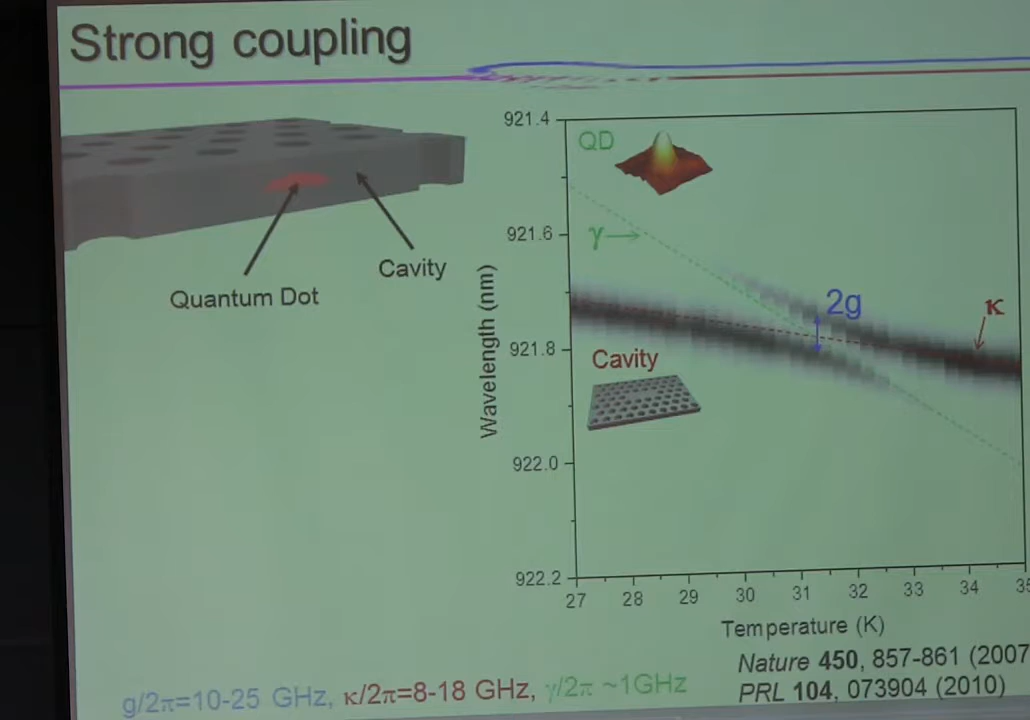 Strong coupling
Quantum Dot
Cavity
921.4
921.6
921.8
922.0
922.2
Wavelength (nm)
QD
γ
2g
κ
Cavity
27 28 29 30 31 32 33 34 35
Temperature (K)
Nature 450, 857-861 (2007
PRL 104, 073904 (2010)
g/2π=10-25 GHz, κ/2π=8-18 GHz, γ/2π ~1GHz